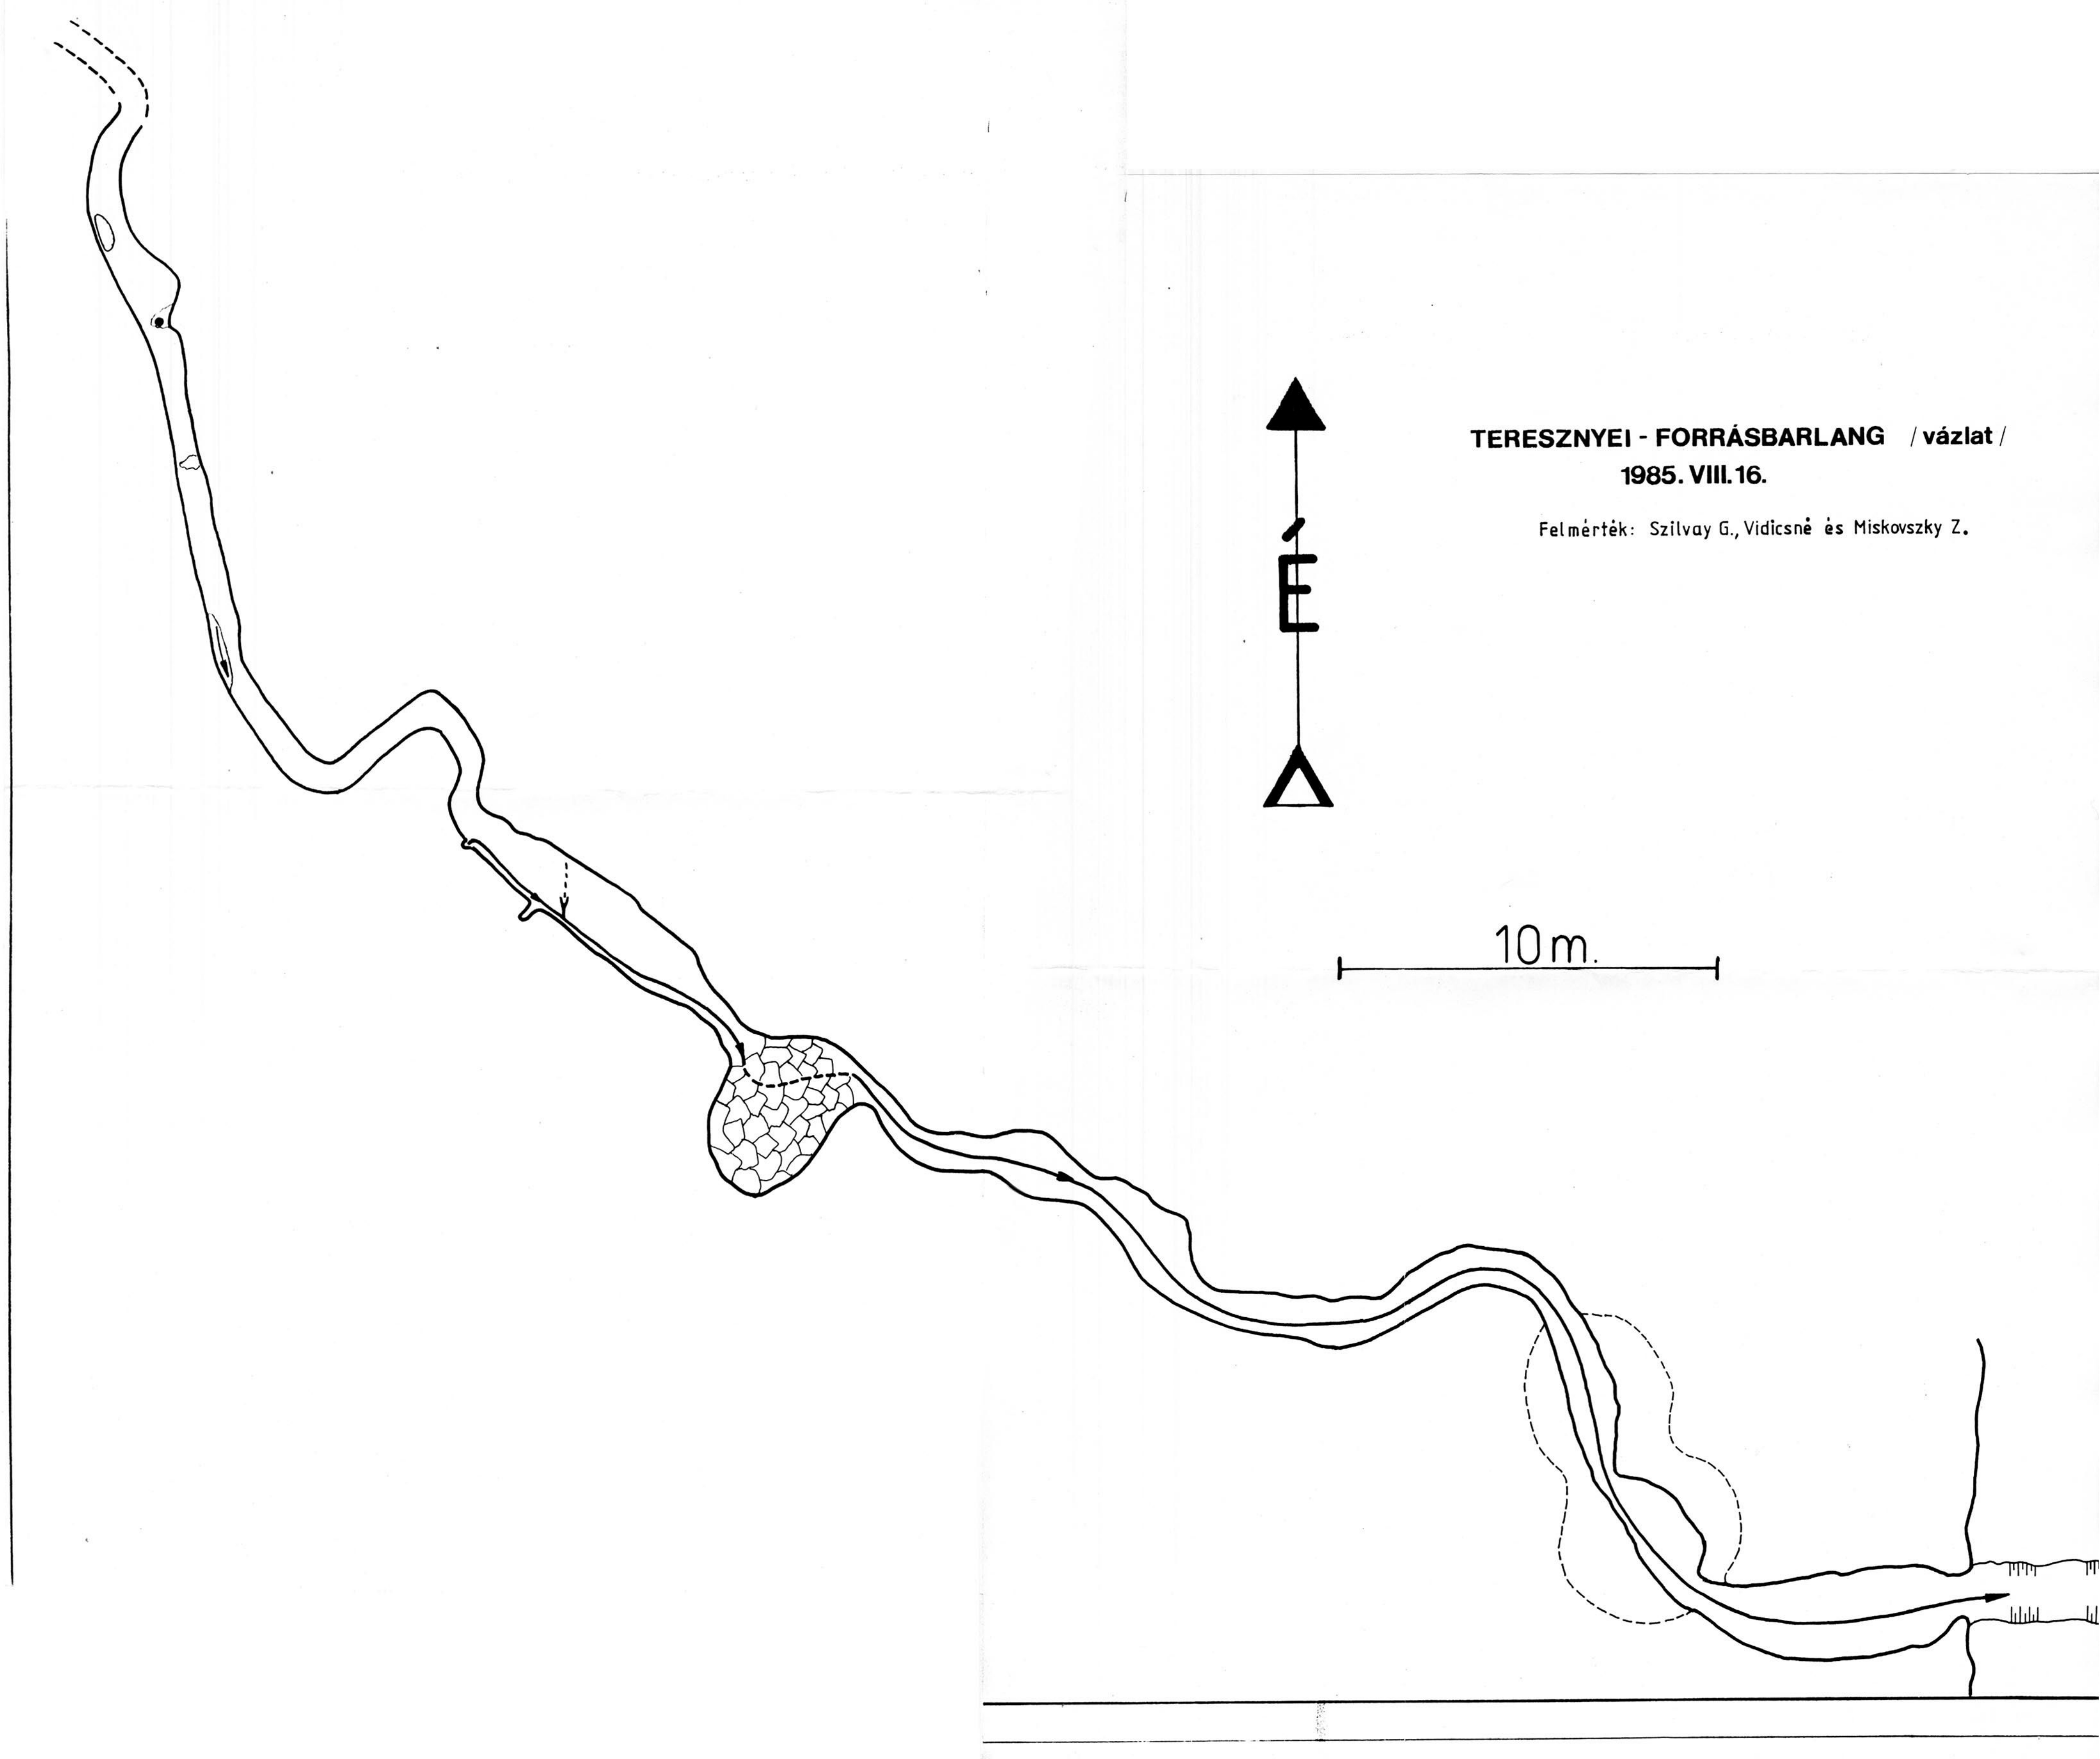 TERESZNYEI - FORRÁSBARLANG /vázlat/
1985. VIII. 16.
Felmérték: Szilvay G., Vidicsné és Miskovszky Z.
É
10 m.